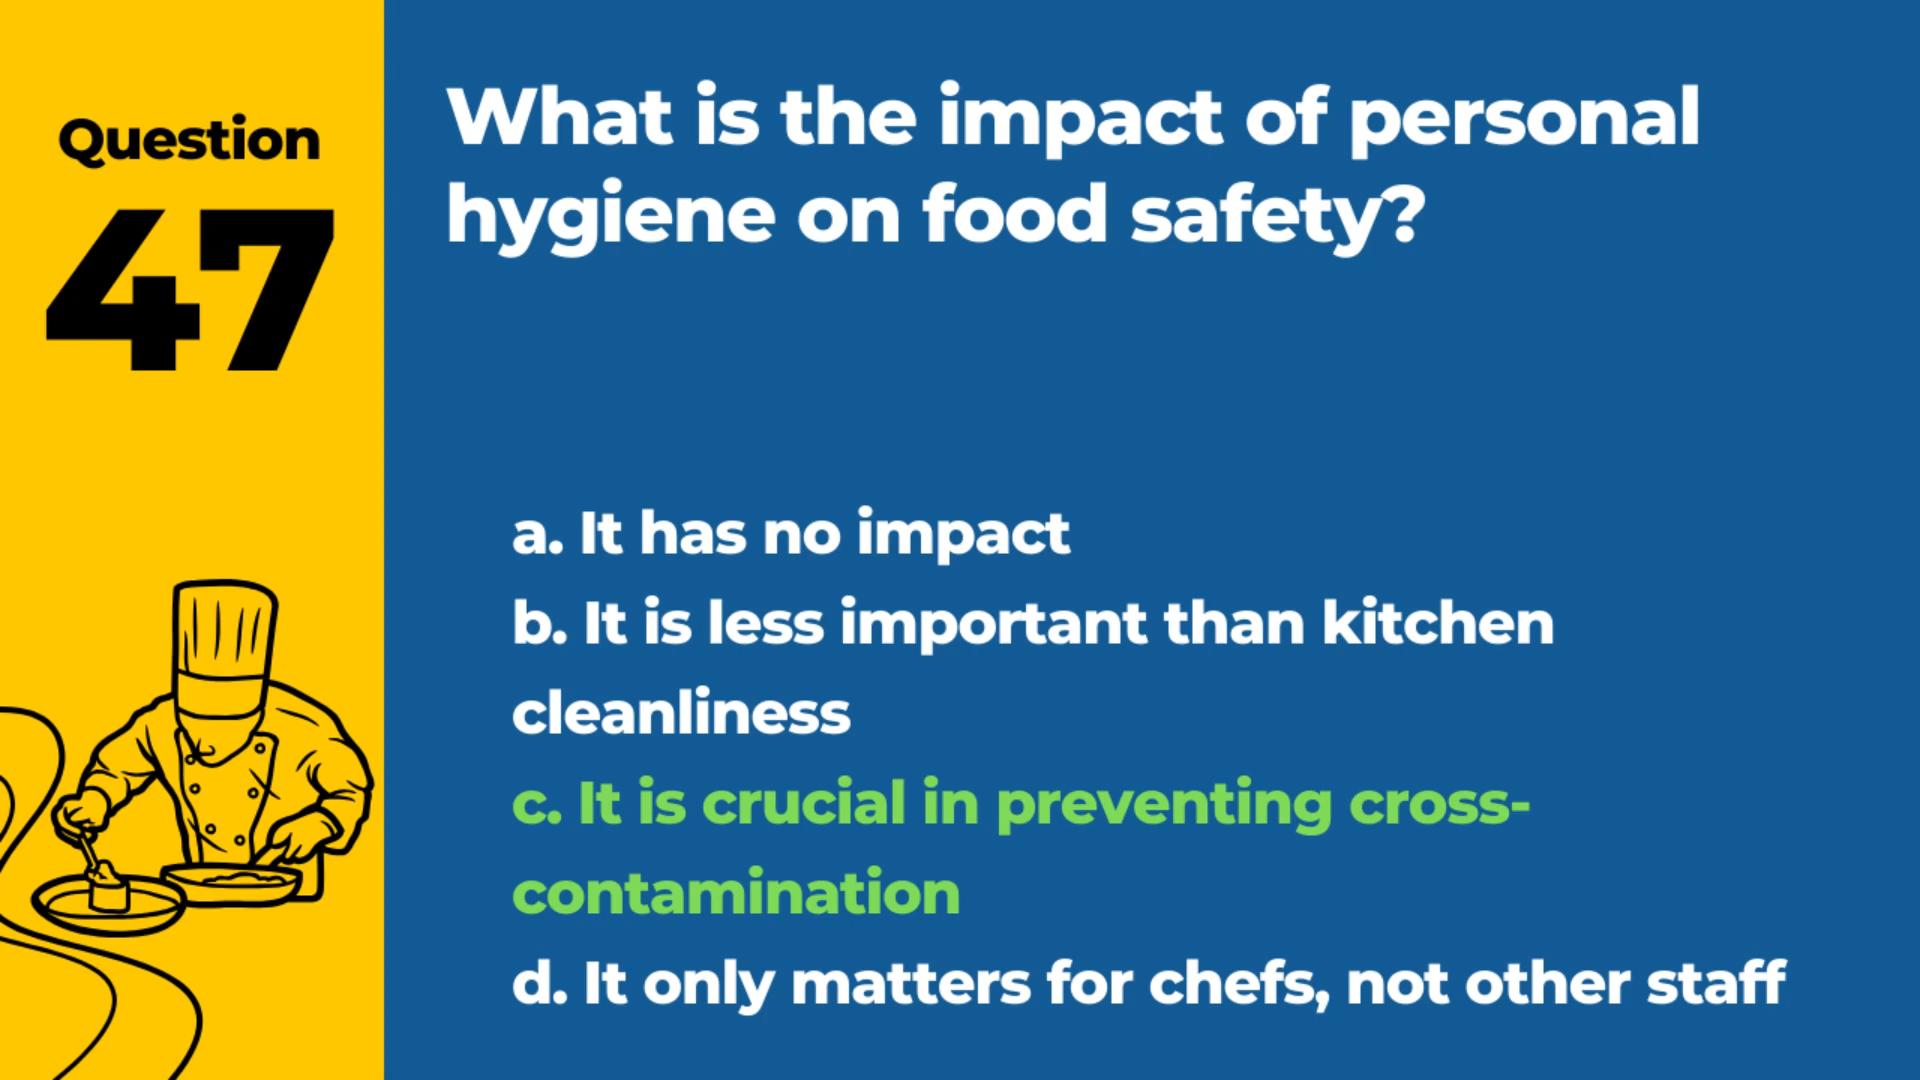 Question
47
What is the impact of personal
hygiene on food safety?
a. It has no impact
b. It is less important than kitchen
cleanliness
c. It is crucial in preventing cross-
contamination
d. It only matters for chefs, not other staff